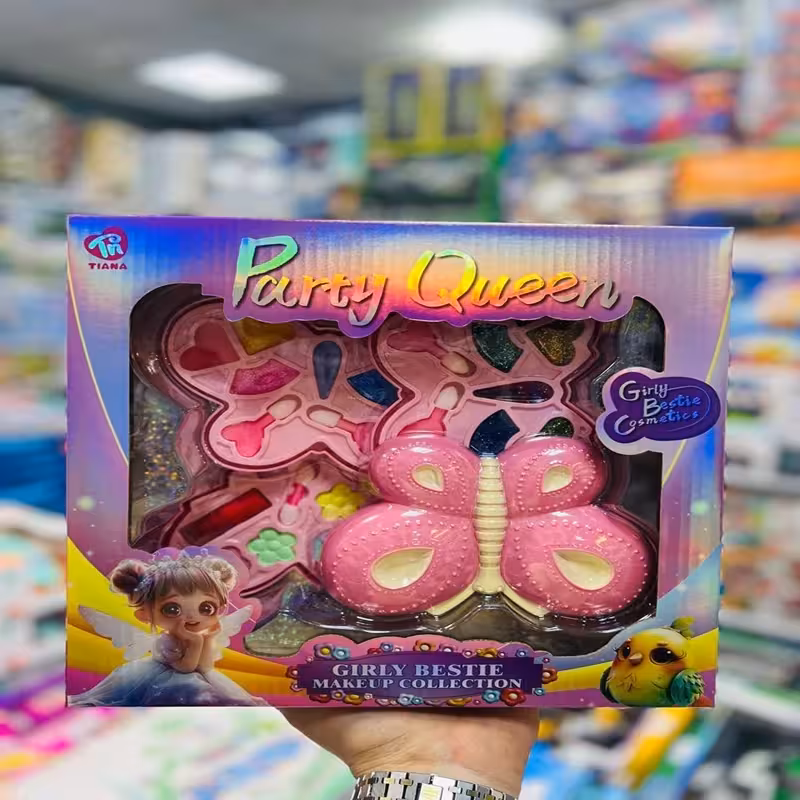 TIANA
Party Queen
Girly
Bestie
Cosmetics
GIRLY BESTIE
MAKEUP COLLECTION